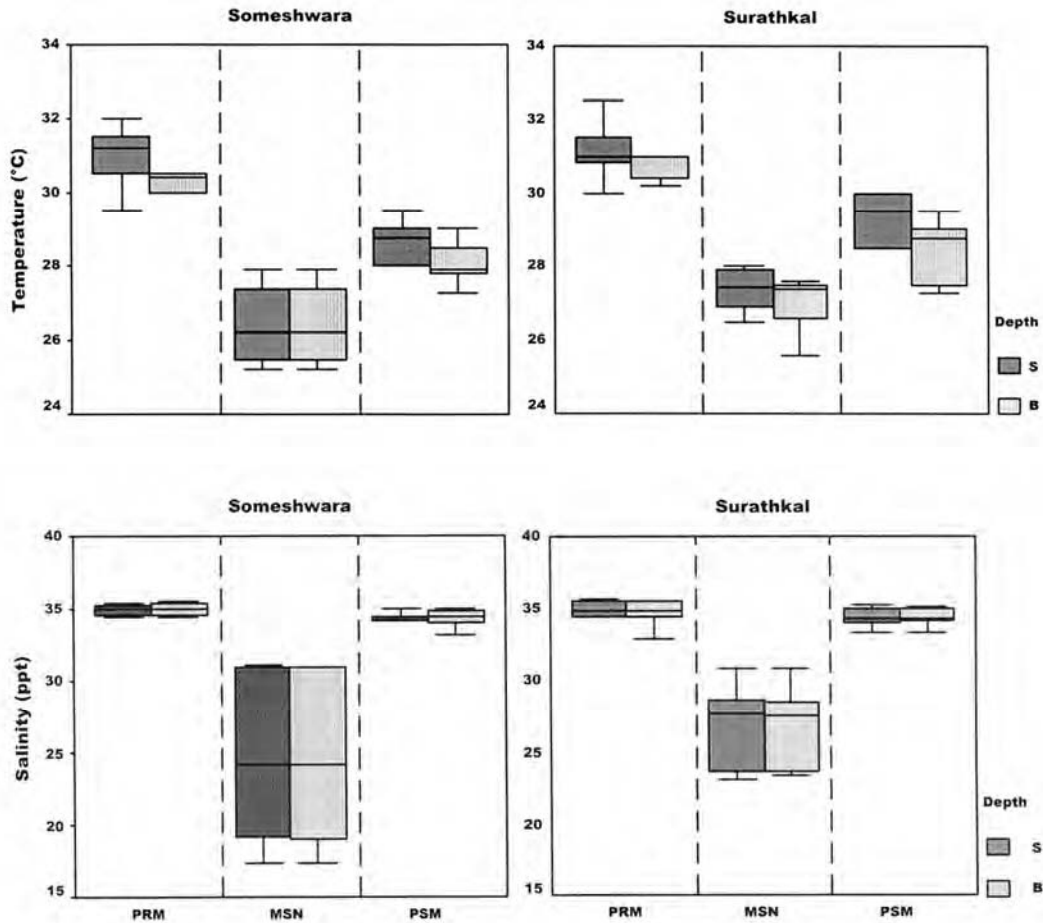 Someshwara
Surathkal
Temperature (°C)
34
32
30
28
26
24
34
32
30
28
26
24
Depth
S
B
Someshwara
Surathkal
Salinity (ppt)
40
35
30
25
20
15
40
35
30
25
20
15
Depth
S
B
PRM MSN PSM
PRM MSN PSM